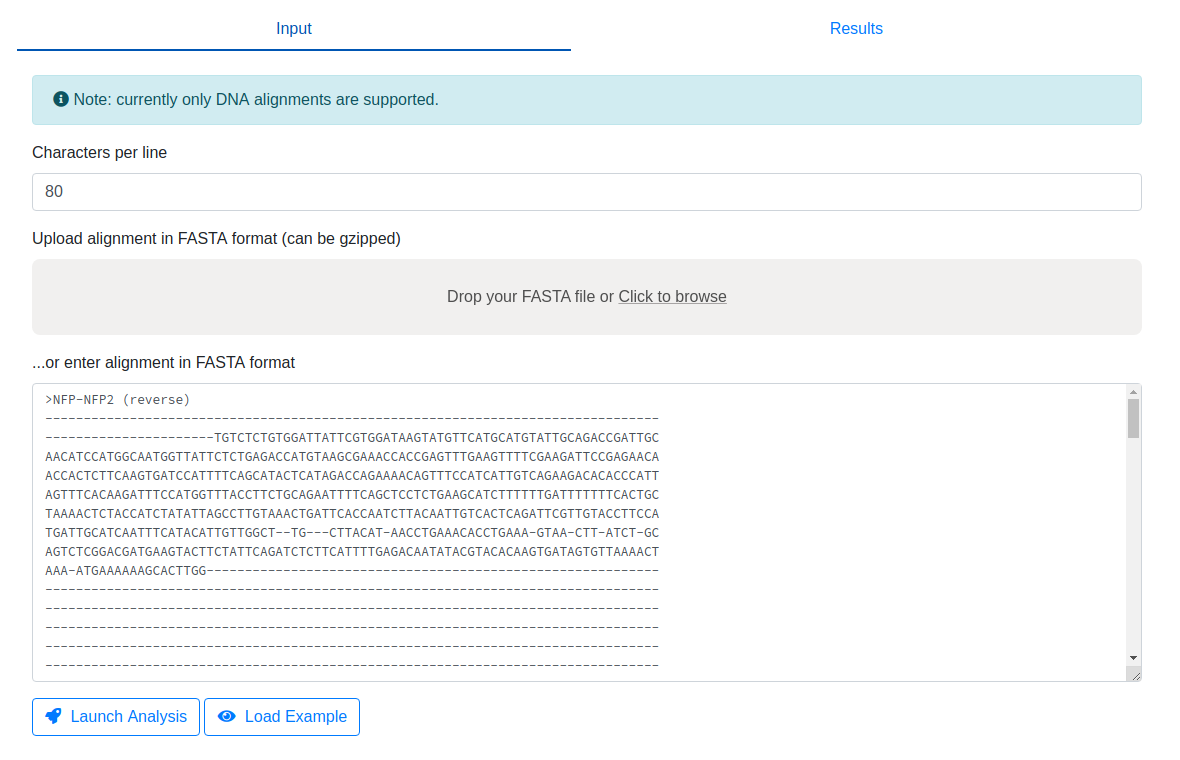 Input
Results
Note: currently only DNA alignments are supported.
Characters per line
80
Upload alignment in FASTA format (can be gzipped)
Drop your FASTA file or Click to browse
...or enter alignment in FASTA format
>NFP-NFP2 (reverse)
--------------------------------------------------------------------------------
----------------------TGTCTCTGTGGATTATTCGTGGATAAGTATGTTCATGCATGTATTGCAGACCGATTGC
AACATCCATGGCAATGGTTATTCTCTGAGACCATGTAAGCGAAACCACCGAGTTTGAAGTTTTCGAAGATTCCGAGAACA
ACCACTCTTCAAGTGATCCATTTTCAGCATACTCATAGACCAGAAAACAGTTTCCATCATTGTCAGAAGACACACCCATT
AGTTTCACAAGATTTCCATGGTTTACCTTCTGCAGAATTTTCAGCTCCTCTGAAGCATCTTTTTTGATTTTTTTCACTGC
TAAAACTCTACCATCTATATTAGCCTTGTAAACTGATTCACCAATCTTACAATTGTCACTCAGATTCGTTGTACCTTCCA
TGATTGCATCAATTTCATACATTGTTGGCT--TG---CTTACAT-AACCTGAAACACCTGAAA-GTAA-CTT-ATCT-GC
AGTCTCGGACGATGAAGTACTTCTATTCAGATCTCTTCATTTTGAGACAATATACGTACACAAGTGATAGTGTTAAAACT
AAA-ATGAAAAAAGCACTTGG-----------------------------------------------------------
--------------------------------------------------------------------------------
--------------------------------------------------------------------------------
--------------------------------------------------------------------------------
--------------------------------------------------------------------------------
--------------------------------------------------------------------------------
Launch Analysis
Load Example